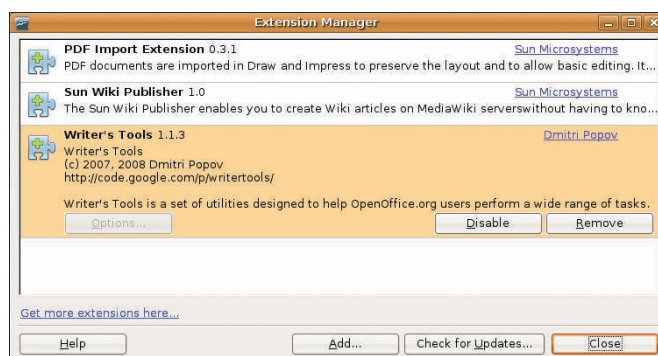 Extension Manager
PDF Import Extension 0.3.1 Sun Microsystems
PDF documents are imported in Draw and Impress to preserve the layout and to allow basic editing. It...
Sun Wiki Publisher 1.0 Sun Microsystems
The Sun Wiki Publisher enables you to create Wiki articles on MediaWiki serverswithout having to kno...
Writer's Tools 1.1.3 Dmitri Popov
Writer's Tools
(c) 2007, 2008 Dmitri Popov
http://code.google.com/p/writertools/
Writer's Tools is a set of utilities designed to help OpenOffice.org users perform a wide range of tasks.
Options... Disable Remove
Get more extensions here...
Help Add... Check for Updates... Close